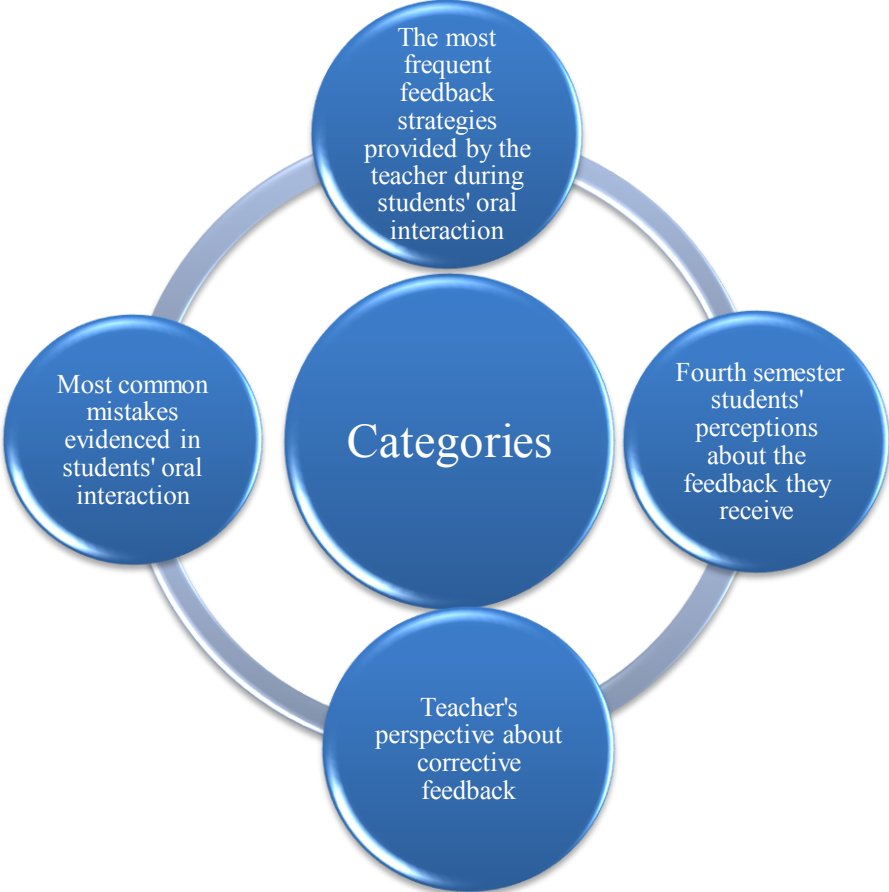 The most
frequent
feedback
strategies
provided by the
teacher during
students' oral
interaction
Most common
mistakes
evidenced in
students' oral
interaction
Categories
Fourth semester
students'
perceptions
about the
feedback they
receive
Teacher's
perspective about
corrective
feedback